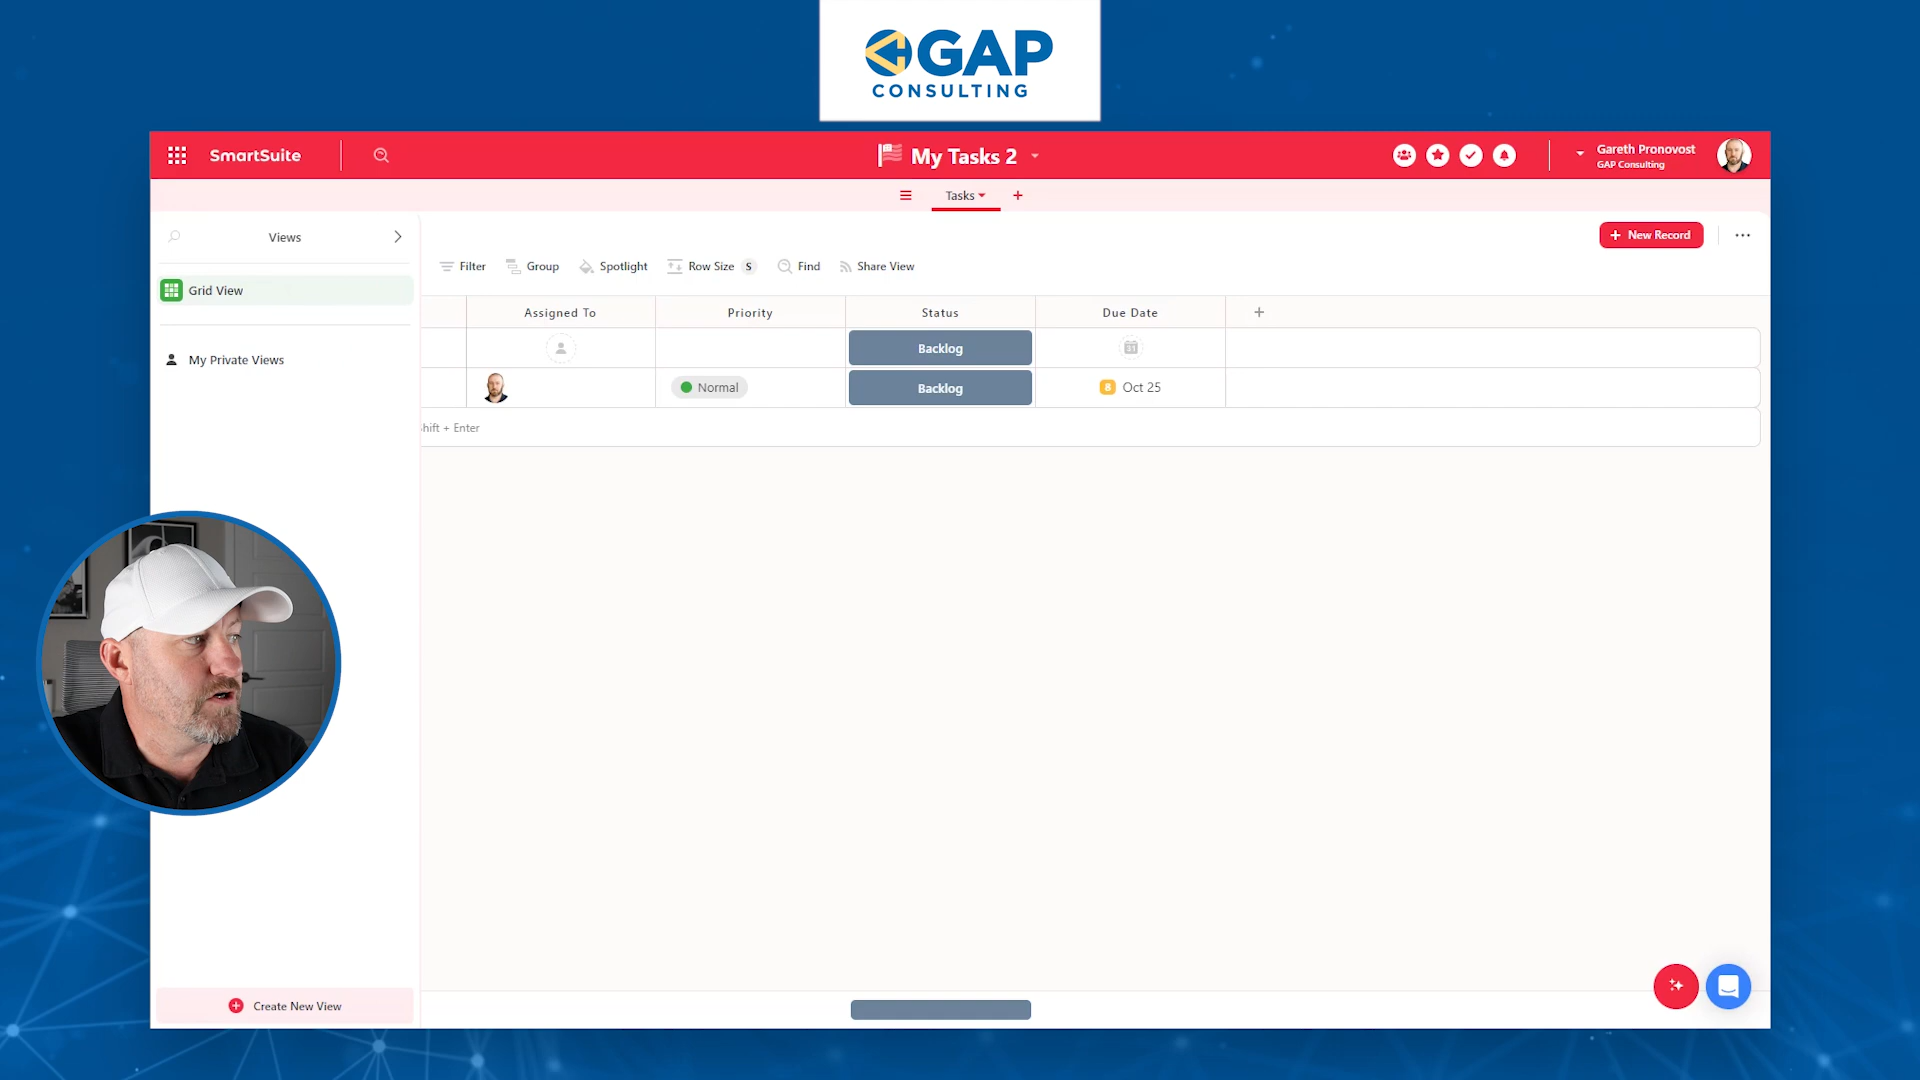 GAP
CONSULTING
SmartSuite
My Tasks 2
Gareth Pronovost
GAP Consulting
Tasks
Views
New Record
Filter
Group
Spotlight
Row Size S
Find
Share View
Grid View
Assigned To
Priority
Status
Due Date
Backlog
31
My Private Views
Normal
Backlog
8 Oct 25
hift + Enter
Create New View